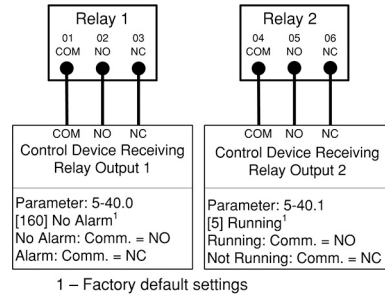 Relay 1
01 02 03
COM NO NC
COM NO NC
Control Device Receiving
Relay Output 1
Parameter: 5-40.0
[160] No Alarm¹
No Alarm: Comm. = NO
Alarm: Comm. = NC
Relay 2
04 05 06
COM NO NC
COM NO NC
Control Device Receiving
Relay Output 2
Parameter: 5-40.1
[5] Running¹
Running: Comm. = NO
Not Running: Comm. = NC
1 – Factory default settings